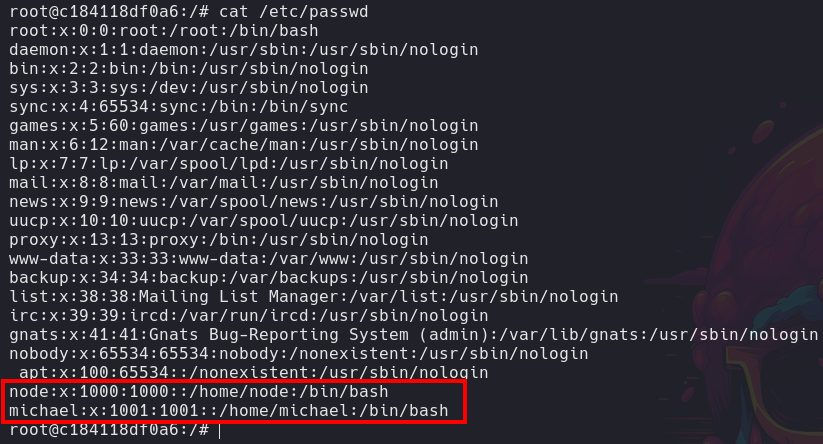 root@c184118df0a6:/# cat /etc/passwd
root:x:0:0:root:/root:/bin/bash
daemon:x:1:1:daemon:/usr/sbin:/usr/sbin/nologin
bin:x:2:2:bin:/bin:/usr/sbin/nologin
sys:x:3:3:sys:/dev:/usr/sbin/nologin
sync:x:4:65534:sync:/bin:/bin/sync
games:x:5:60:games:/usr/games:/usr/sbin/nologin
man:x:6:12:man:/var/cache/man:/usr/sbin/nologin
lp:x:7:7:lp:/var/spool/lpd:/usr/sbin/nologin
mail:x:8:8:mail:/var/mail:/usr/sbin/nologin
news:x:9:9:news:/var/spool/news:/usr/sbin/nologin
uucp:x:10:10:uucp:/var/spool/uucp:/usr/sbin/nologin
proxy:x:13:13:proxy:/bin:/usr/sbin/nologin
www-data:x:33:33:www-data:/var/www:/usr/sbin/nologin
backup:x:34:34:backup:/var/backups:/usr/sbin/nologin
list:x:38:38:Mailing List Manager:/var/list:/usr/sbin/nologin
irc:x:39:39:ircd:/var/run/ircd:/usr/sbin/nologin
gnats:x:41:41:Gnats Bug-Reporting System (admin):/var/lib/gnats:/usr/sbin/nologin
nobody:x:65534:65534:nobody:/nonexistent:/usr/sbin/nologin
_apt:x:100:65534::/nonexistent:/usr/sbin/nologin
node:x:1000:1000::/home/node:/bin/bash
michael:x:1001:1001::/home/michael:/bin/bash
root@c184118df0a6:/#